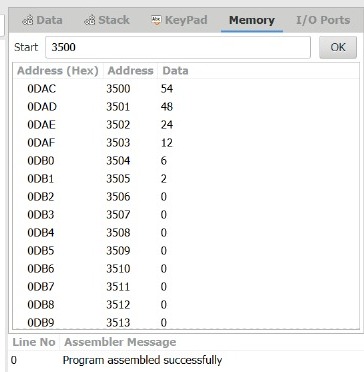 Data Stack KeyPad Memory I/O Ports
Start 3500 OK
Address (Hex) Address Data
0DAC 3500 54
0DAD 3501 48
0DAE 3502 24
0DAF 3503 12
0DB0 3504 6
0DB1 3505 2
0DB2 3506 0
0DB3 3507 0
0DB4 3508 0
0DB5 3509 0
0DB6 3510 0
0DB7 3511 0
0DB8 3512 0
0DB9 3513 0
Line No Assembler Message
0 Program assembled successfully